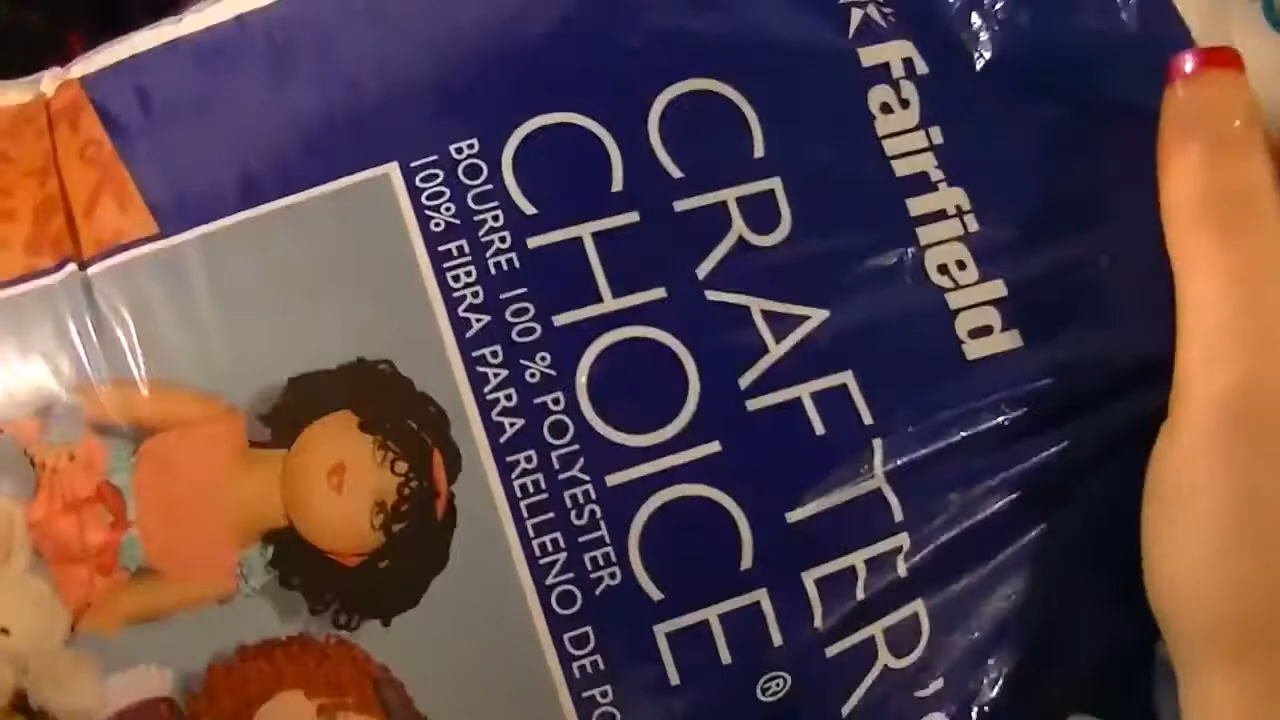 Fairfield
CRAFTER'
CHOICE®
BOURRE 100 % POLYESTER
100% FIBRA PARA RELLENO DE